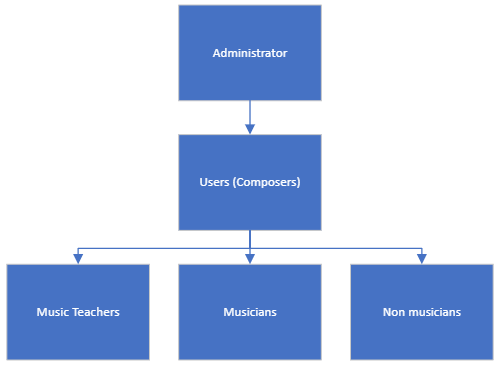 Administrator
Users (Composers)
Music Teachers
Musicians
Non musicians